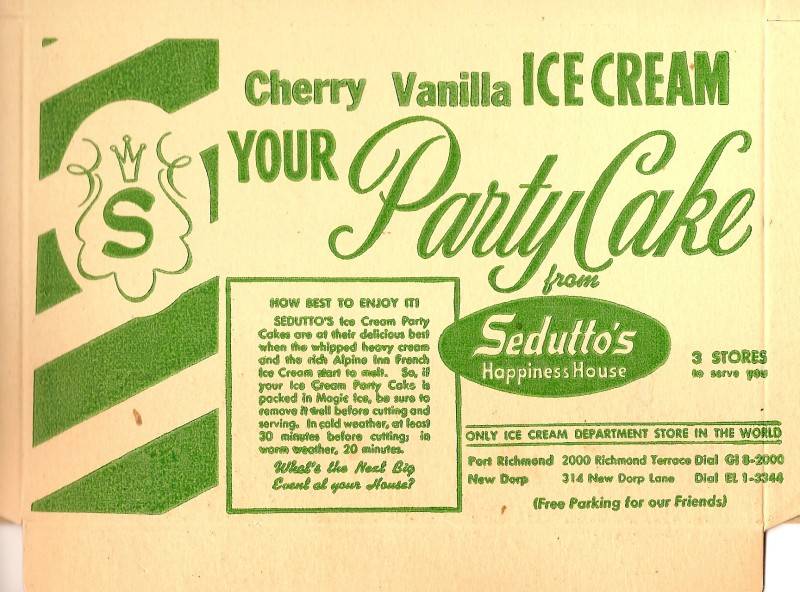 Cherry Vanilla ICE CREAM
YOUR Party Cake
from
Sedutto's
Happiness House
S
HOW BEST TO ENJOY IT!
SEDUTTO'S Ice Cream Party
Cakes are at their delicious best
when the whipped heavy cream
and the rich Alpine Inn French
Ice Cream start to melt. So, if
your Ice Cream Party Cake is
packed in Magic Ice, be sure to
remove it well before cutting and
serving. In cold weather, at least
30 minutes before cutting; in
warm weather, 20 minutes.
What's the Next Big
Event at your House?
3 STORES
to serve you
ONLY ICE CREAM DEPARTMENT STORE IN THE WORLD
Port Richmond 2000 Richmond Terrace Dial GI 8-2000
New Dorp 314 New Dorp Lane Dial EL 1-3344
(Free Parking for our Friends)